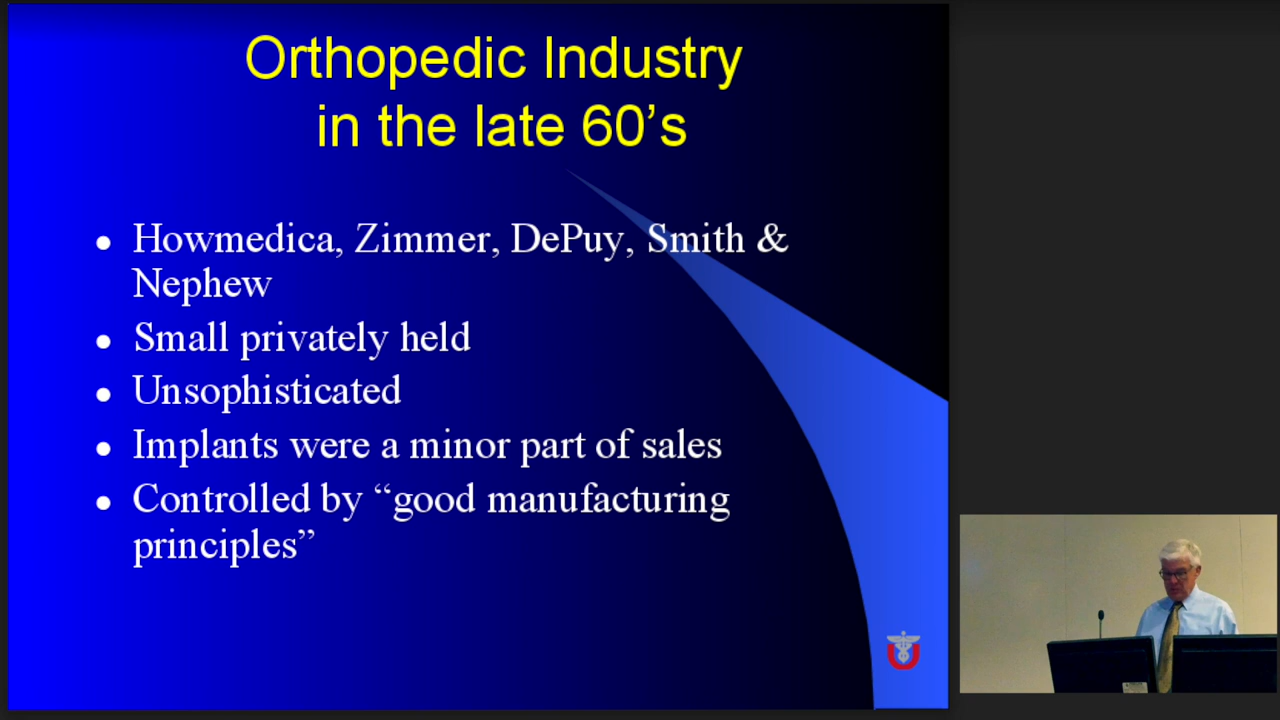 Orthopedic Industry
in the late 60’s
• Howmedica, Zimmer, DePuy, Smith &
Nephew
• Small privately held
• Unsophisticated
• Implants were a minor part of sales
• Controlled by “good manufacturing
principles”
U